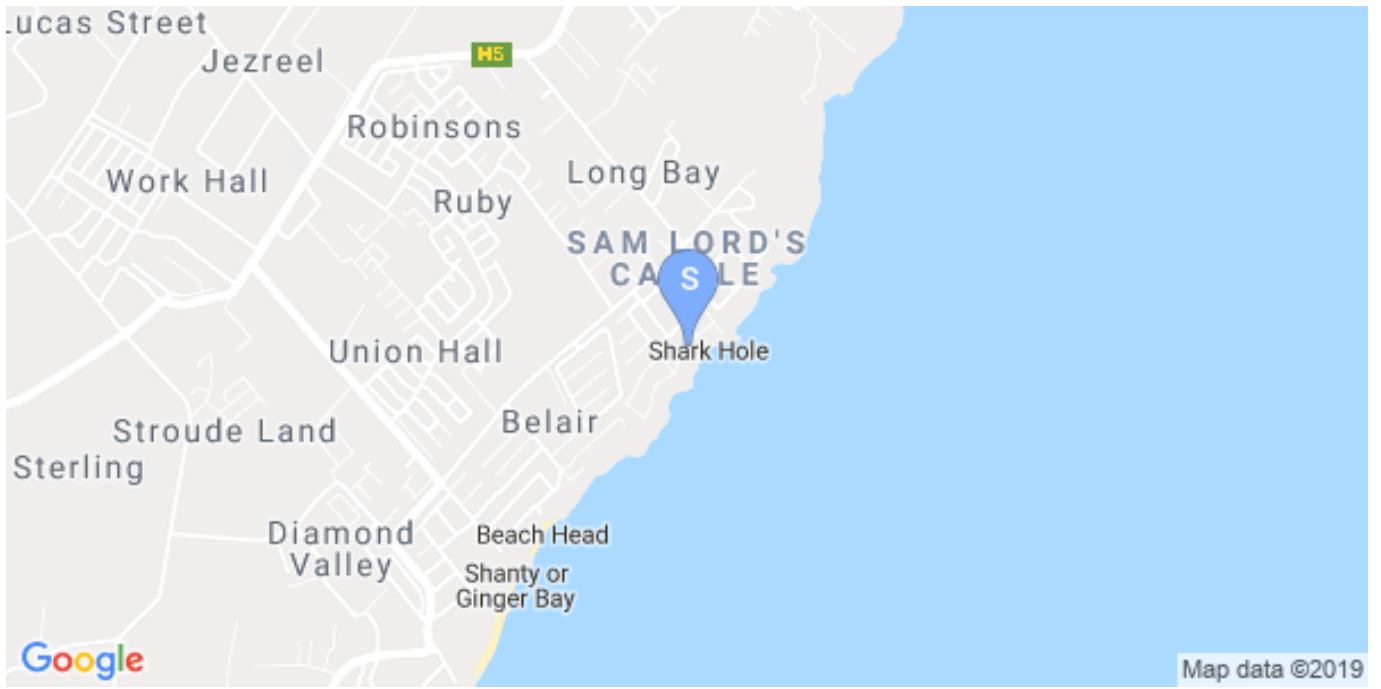 Lucas Street
Jezreel
H5
Robinsons
Work Hall
Long Bay
Ruby
SAM LORD'S
CASTLE
S
Union Hall
Shark Hole
Belair
Stroude Land
Sterling
Diamond
Valley
Beach Head
Shanty or
Ginger Bay
Google
Map data ©2019